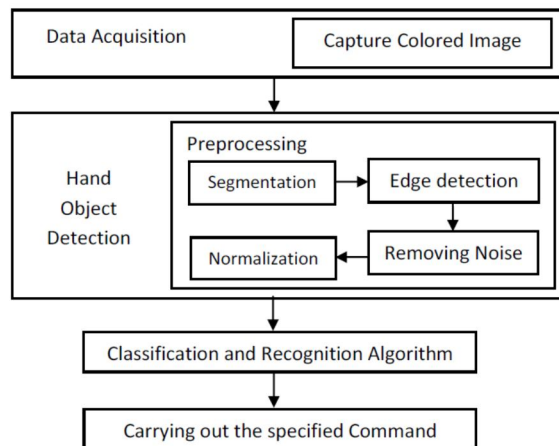 Data Acquisition
Capture Colored Image
Hand
Object
Detection
Preprocessing
Segmentation
Edge detection
Removing Noise
Normalization
Classification and Recognition Algorithm
Carrying out the specified Command